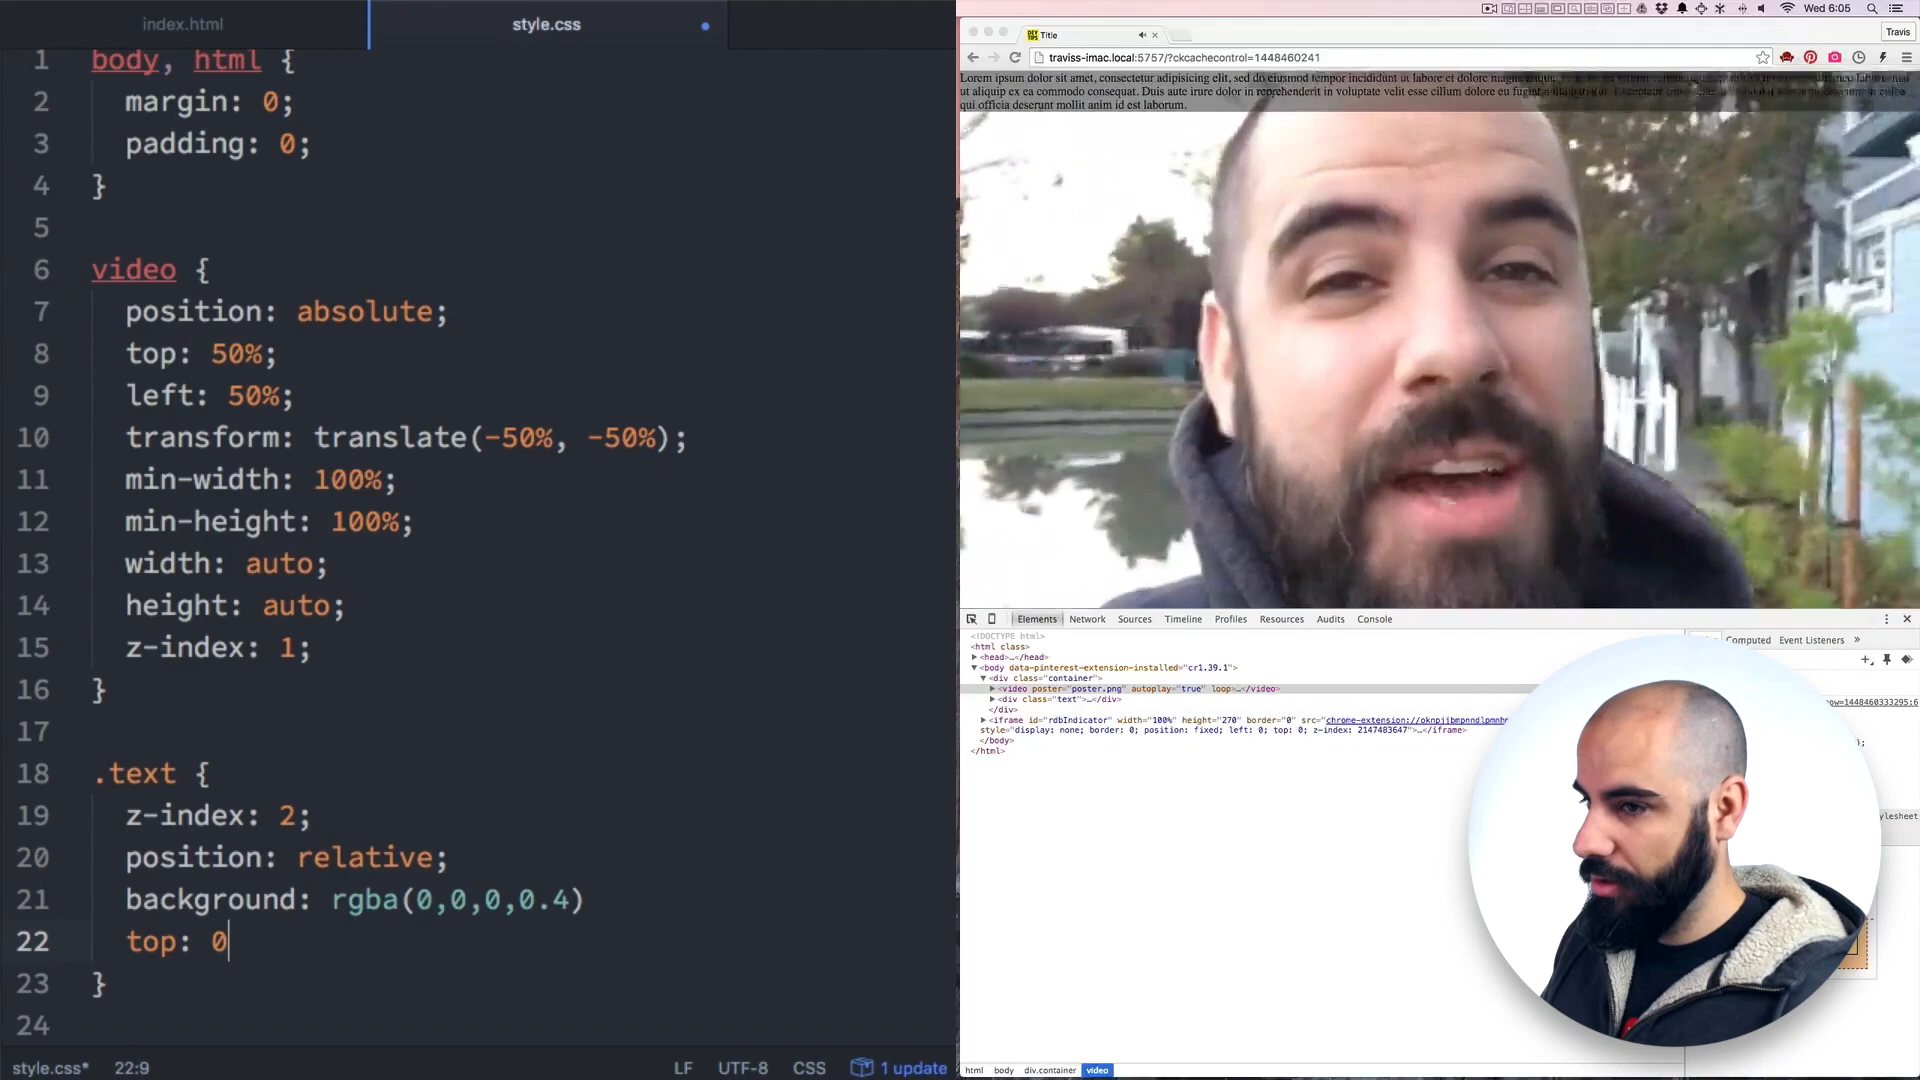 index.html
style.css
1 body, html {
2 margin: 0;
3 padding: 0;
4 }
5
6 video {
7 position: absolute;
8 top: 50%;
9 left: 50%;
10 transform: translate(-50%, -50%);
11 min-width: 100%;
12 min-height: 100%;
13 width: auto;
14 height: auto;
15 z-index: 1;
16 }
17
18 .text {
19 z-index: 2;
20 position: relative;
21 background: rgba(0,0,0,0.4)
22 top: 0
23 }
24
style.css* 22:9 LF UTF-8 CSS 1 update
Wed 6:05
DEV TIPS Title
Travis
traviss-imac.local:5757/?ckcachecontrol=1448460241
Lorem ipsum dolor sit amet, consectetur adipisicing elit, sed do eiusmod tempor incididunt ut labore et dolore magna
ut aliquip ex ea commodo consequat. Duis aute irure dolor in reprehenderit in voluptate velit esse cillum dolore eu fugiat nulla pariatur. Excepteur
qui officia deserunt mollit anim id est laborum.
Elements Network Sources Timeline Profiles Resources Audits Console
Computed Event Listeners »
<!DOCTYPE html>
<html class>
<head>…</head>
<body data-pinterest-extension-installed="cr1.39.1">
<div class="container">
<video poster="poster.png" autoplay="true" loop>…</video>
<div class="text">…</div>
</div>
<iframe id="rdbIndicator" width="100%" height="270" border="0" src="chrome-extension://oknpjjbmpnndlpmnh
style="display: none; border: 0; position: fixed; left: 0; top: 0; z-index: 2147483647">…</iframe>
</body>
</html>
now=1448460333295:6
);
ylesheet
html body div.container video